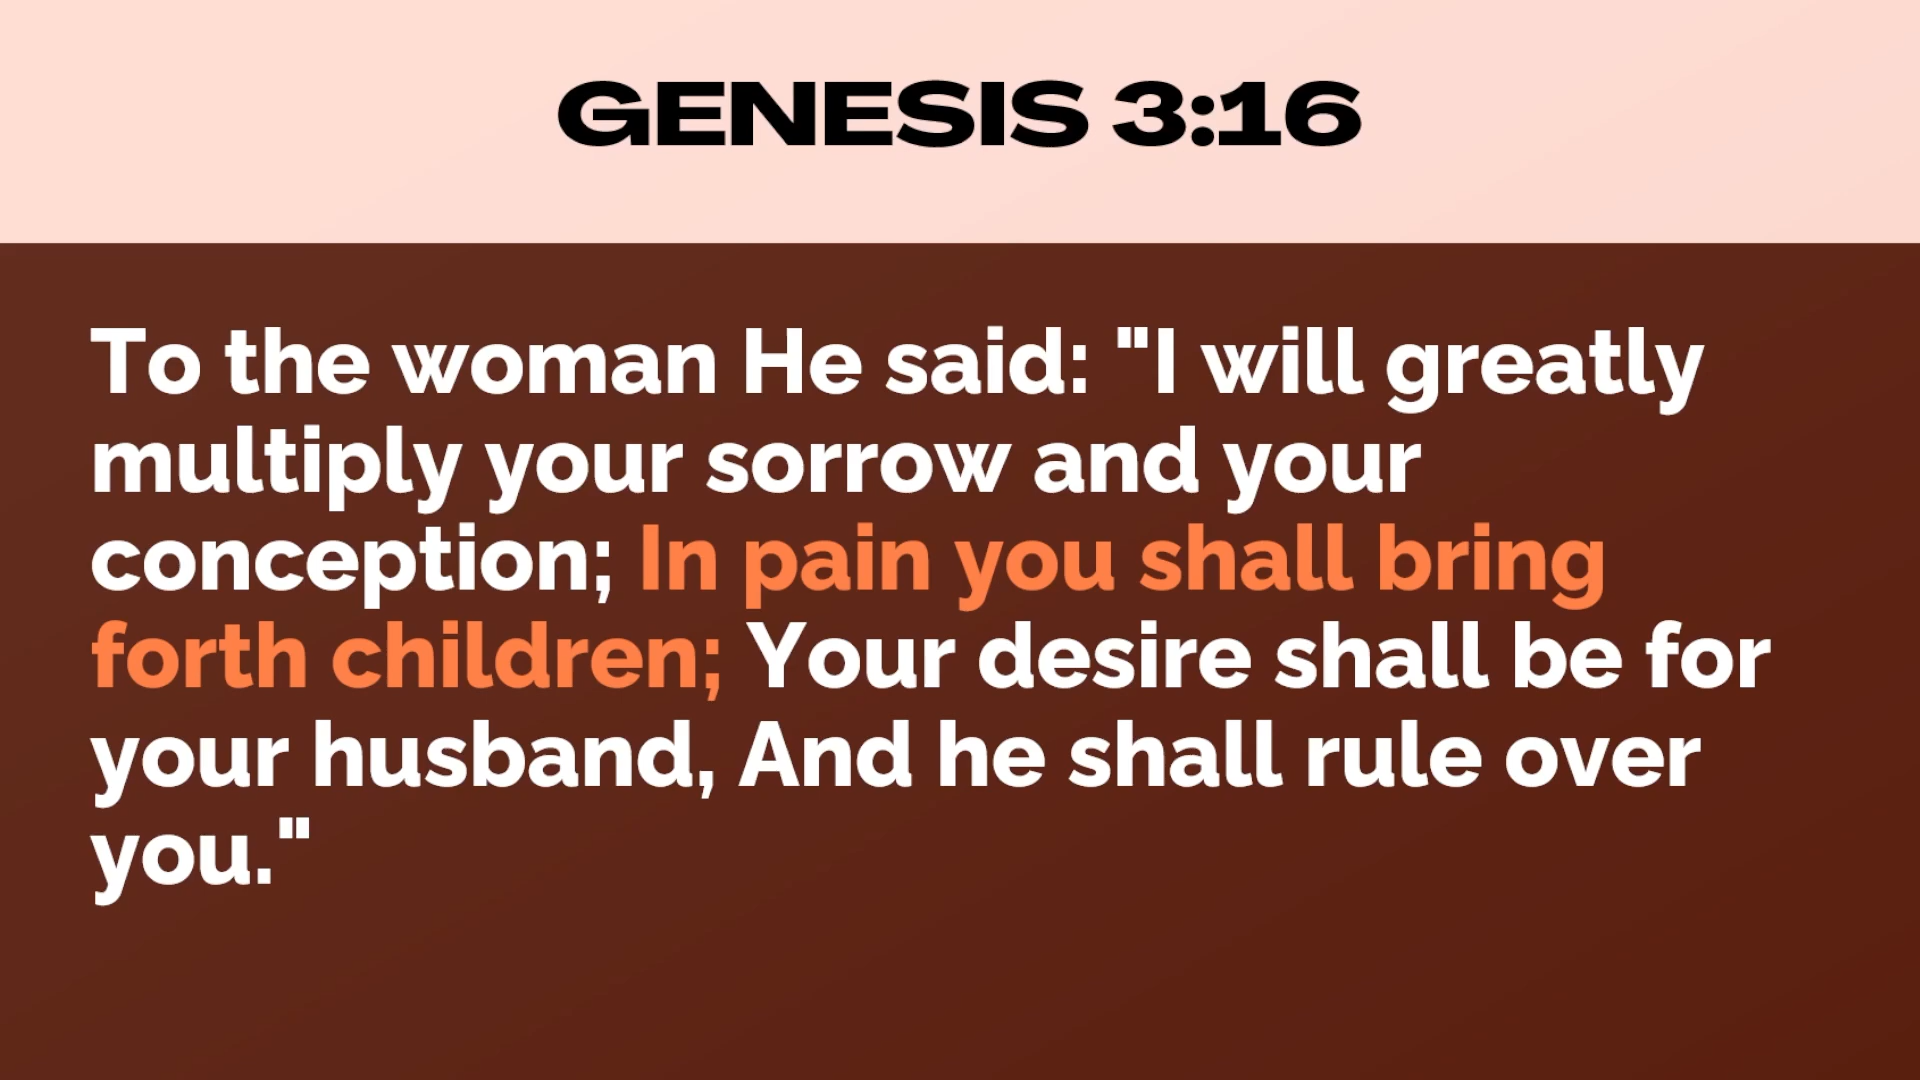 GENESIS 3:16
To the woman He said: "I will greatly
multiply your sorrow and your
conception; In pain you shall bring
forth children; Your desire shall be for
your husband, And he shall rule over
you."